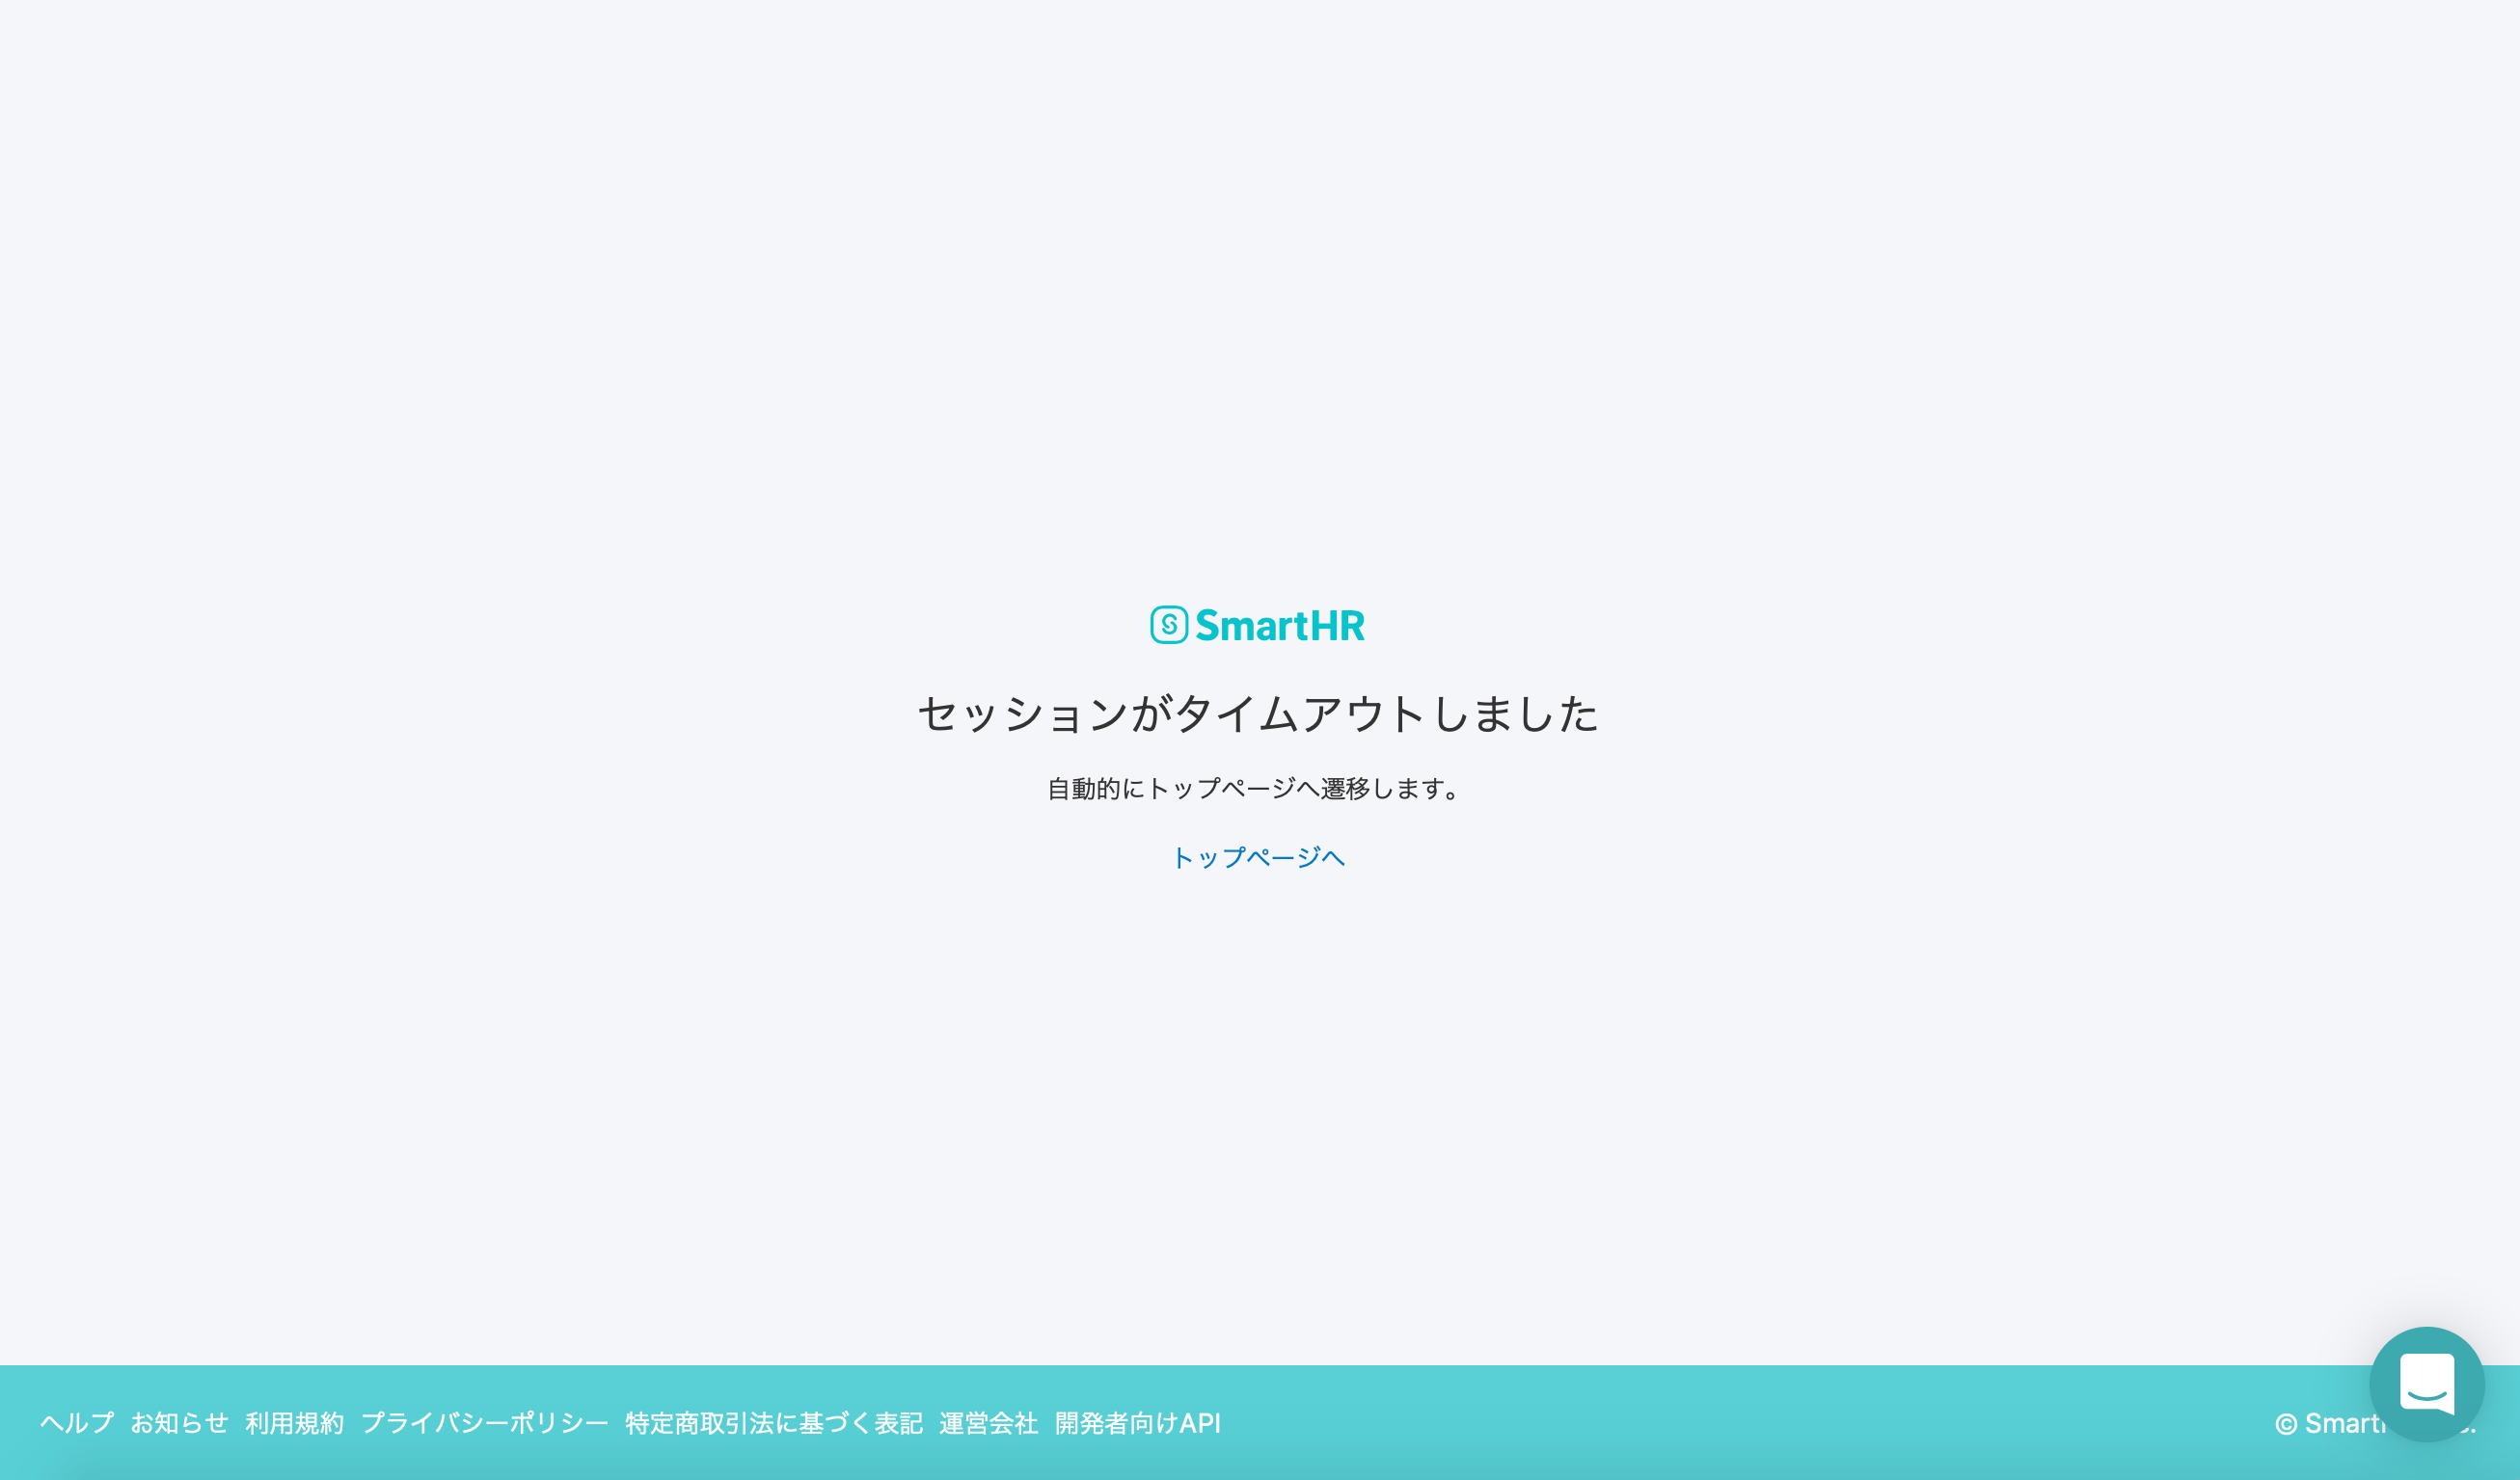 SmartHR
セッションがタイムアウトしました
自動的にトップページへ遷移します。
トップページへ
ヘルプ お知らせ 利用規約 プライバシーポリシー 特定商取引法に基づく表記 運営会社 開発者向けAPI
©